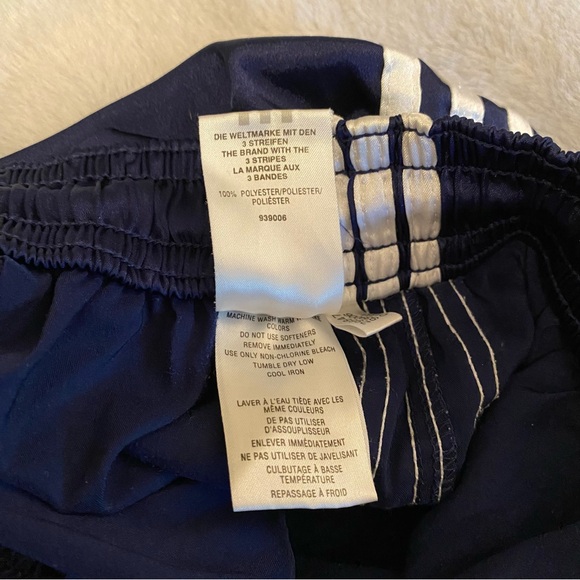 DIE WELTMARKE MIT DEN
3 STREIFEN
THE BRAND WITH THE
3 STRIPES
LA MARQUE AUX
3 BANDES
100% POLYESTER/POLIESTER/
POLIÉSTER
939006
MACHINE WASH WARM
COLORS
DO NOT USE SOFTENERS
REMOVE IMMEDIATELY
USE ONLY NON-CHLORINE BLEACH
TUMBLE DRY LOW
COOL IRON
LAVER À L'EAU TIÈDE AVEC LES
MÊME COULEURS
DE PAS UTILISER
D'ASSOUPLISSEUR
ENLEVER IMMÉDIATEMENT
NE PAS UTILISER DE JAVELISANT
CULBUTAGE À BASSE
TEMPÉRATURE
REPASSAGE À FROID